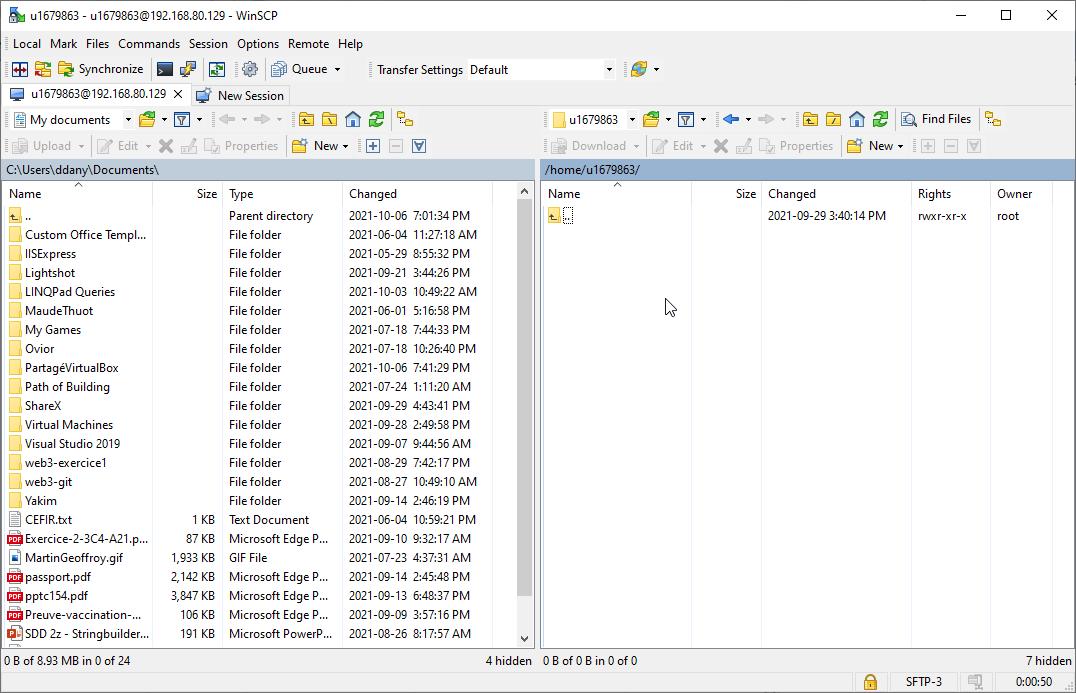 u1679863 - u1679863@192.168.80.129 - WinSCP
Local Mark Files Commands Session Options Remote Help
Synchronize Queue Transfer Settings Default
u1679863@192.168.80.129 New Session
My documents u1679863 Find Files
Upload Edit Properties New Download Edit Properties New
C:\Users\ddany\Documents\ /home/u1679863/
Name Size Type Changed Name Size Changed Rights Owner
.. Parent directory 2021-10-06 7:01:34 PM .. 2021-09-29 3:40:14 PM rwxr-xr-x root
Custom Office Templ... File folder 2021-06-04 11:27:18 AM
IISExpress File folder 2021-05-29 8:55:32 PM
Lightshot File folder 2021-09-21 3:44:26 PM
LINQPad Queries File folder 2021-10-03 10:49:22 AM
MaudeThuot File folder 2021-06-01 5:16:58 PM
My Games File folder 2021-07-18 7:44:33 PM
Ovior File folder 2021-07-18 10:26:40 PM
PartagéVirtualBox File folder 2021-10-06 7:41:29 PM
Path of Building File folder 2021-07-24 1:11:20 AM
ShareX File folder 2021-09-29 4:43:41 PM
Virtual Machines File folder 2021-09-28 2:49:58 PM
Visual Studio 2019 File folder 2021-09-07 9:44:56 AM
web3-exercice1 File folder 2021-08-29 7:42:17 PM
web3-git File folder 2021-08-27 10:49:10 AM
Yakim File folder 2021-09-14 2:46:19 PM
CEFIR.txt 1 KB Text Document 2021-06-04 10:59:21 PM
Exercice-2-3C4-A21.p... 87 KB Microsoft Edge P... 2021-09-10 9:32:17 AM
MartinGeoffroy.gif 1,933 KB GIF File 2021-07-23 4:37:31 AM
passport.pdf 2,142 KB Microsoft Edge P... 2021-09-14 2:45:48 PM
pptc154.pdf 3,847 KB Microsoft Edge P... 2021-09-13 6:48:37 PM
Preuve-vaccination-... 106 KB Microsoft Edge P... 2021-09-09 3:57:16 PM
SDD 2z - Stringbuilder... 191 KB Microsoft PowerP... 2021-08-26 8:17:57 AM
0 B of 8.93 MB in 0 of 24 4 hidden 0 B of 0 B in 0 of 0 7 hidden
SFTP-3 0:00:50